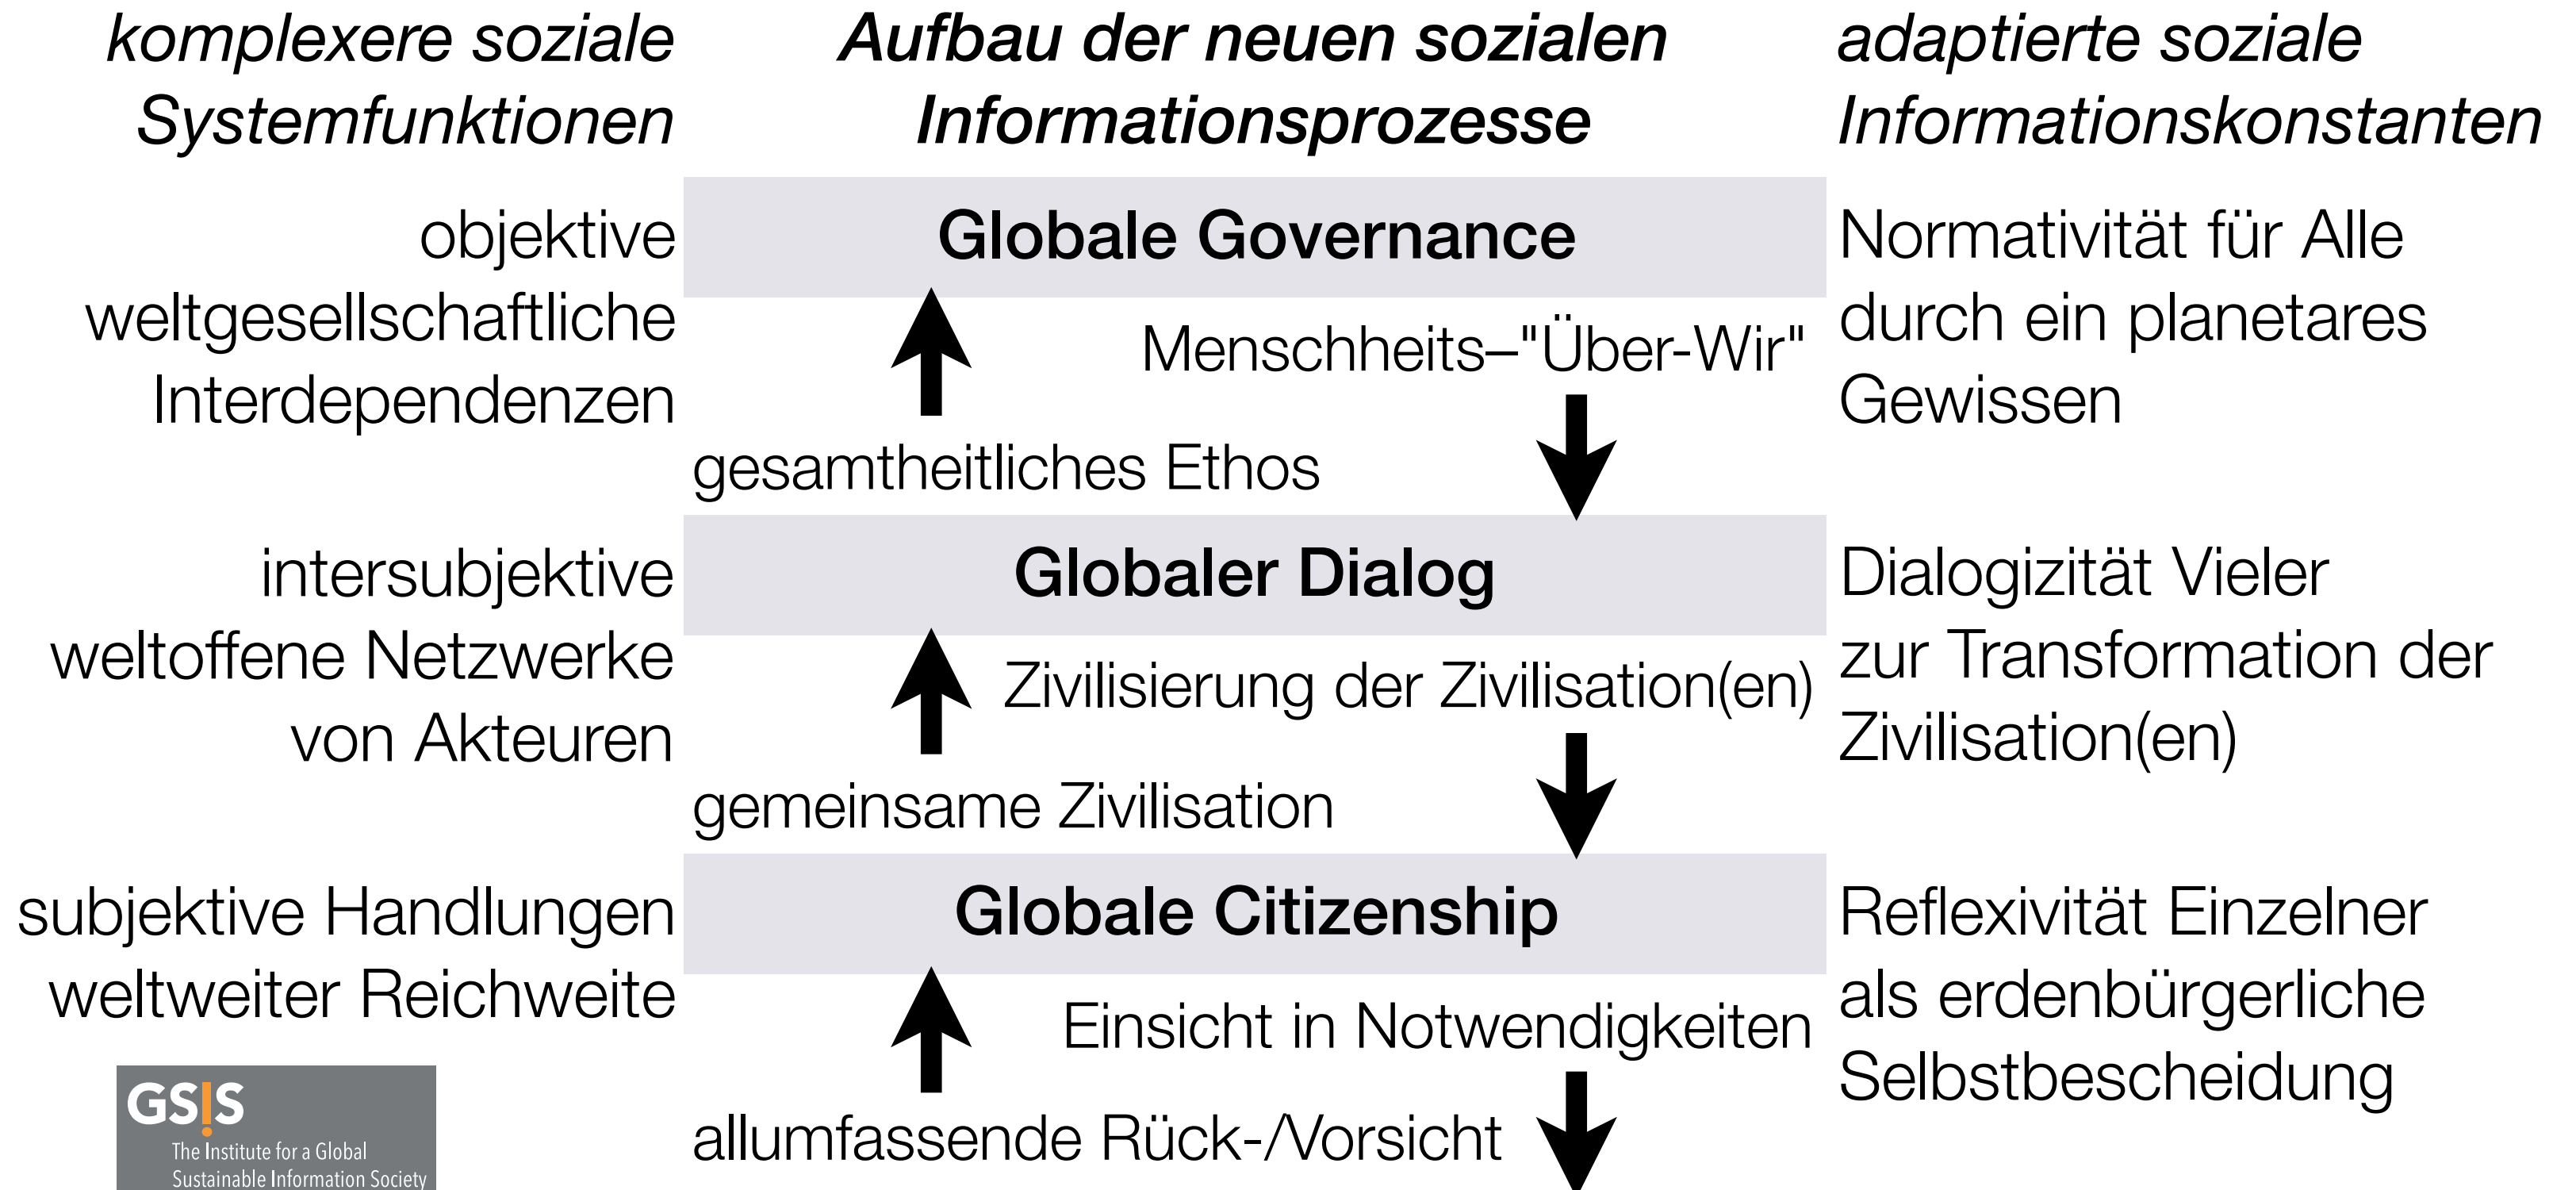 komplexere soziale
Systemfunktionen
Aufbau der neuen sozialen
Informationsprozesse
adaptierte soziale
Informationskonstanten
objektive
weltgesellschaftliche
Interdependenzen
Globale Governance
Menschheits–"Über-Wir"
gesamtheitliches Ethos
Normativität für Alle
durch ein planetares
Gewissen
intersubjektive
weltoffene Netzwerke
von Akteuren
Globaler Dialog
Zivilisierung der Zivilisation(en)
gemeinsame Zivilisation
Dialogizität Vieler
zur Transformation der
Zivilisation(en)
subjektive Handlungen
weltweiter Reichweite
Globale Citizenship
Einsicht in Notwendigkeiten
allumfassende Rück-/Vorsicht
Reflexivität Einzelner
als erdenbürgerliche
Selbstbescheidung
GS!S
The Institute for a Global
Sustainable Information Society